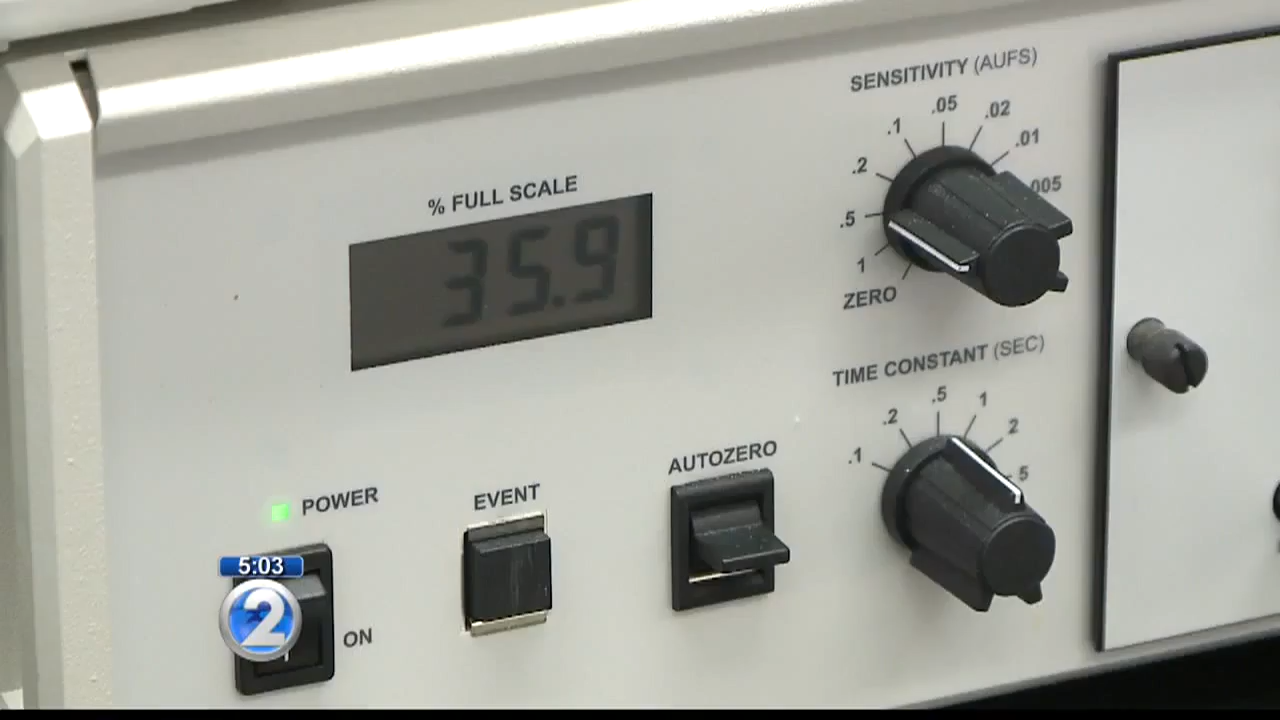 SENSITIVITY (AUFS)
.05
.02
.1
.01
.2
005
.5
1
ZERO
% FULL SCALE
35.9
TIME CONSTANT (SEC)
.5
1
.2
2
.1
5
AUTOZERO
EVENT
POWER
5:03
2
ON